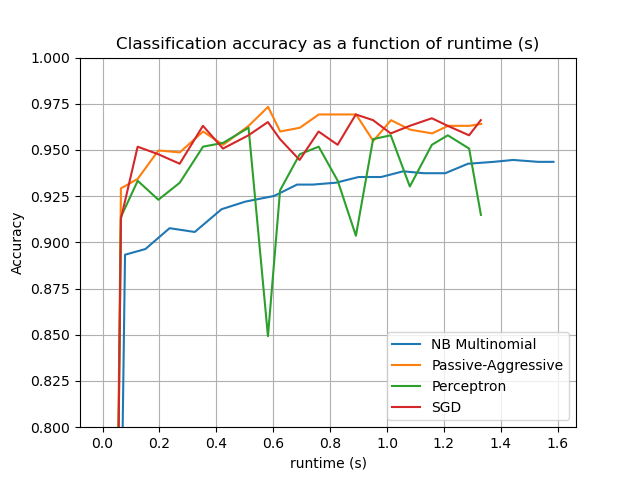 Classification accuracy as a function of runtime (s)
1.000
0.975
0.950
0.925
0.900
0.875
0.850
0.825
0.800
Accuracy
NB Multinomial
Passive-Aggressive
Perceptron
SGD
0.0 0.2 0.4 0.6 0.8 1.0 1.2 1.4 1.6
runtime (s)